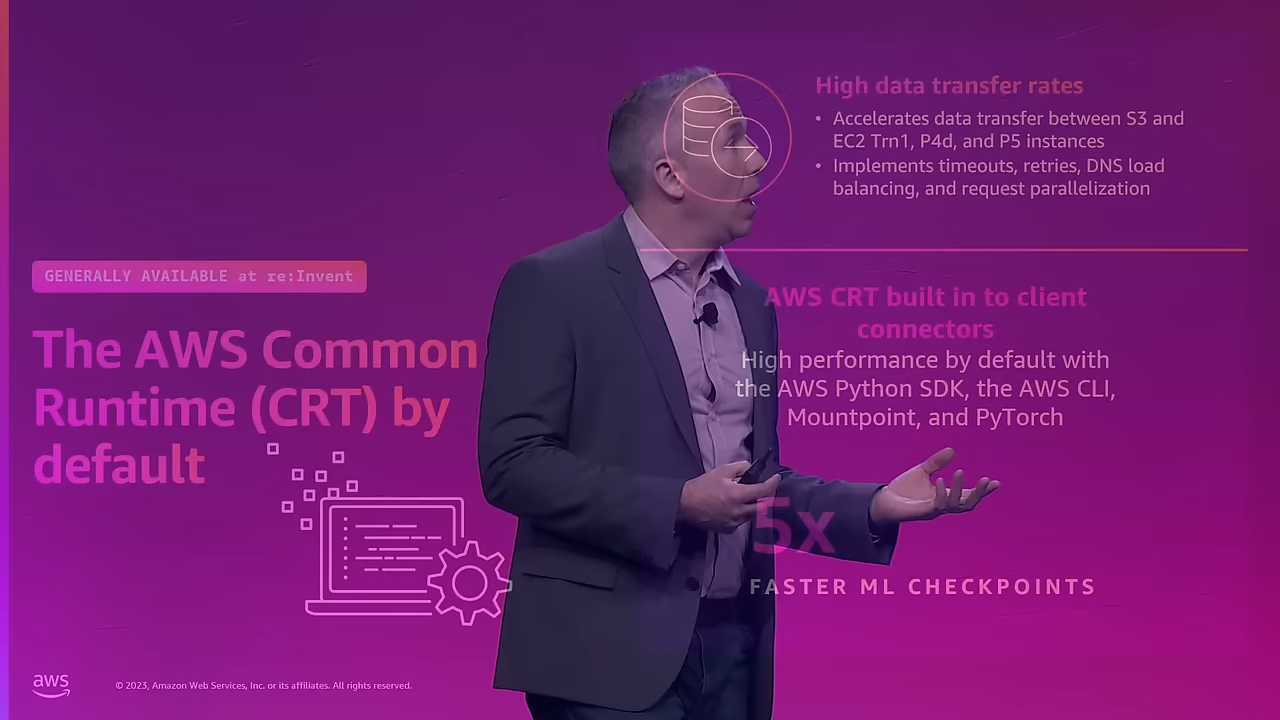 GENERALLY AVAILABLE at re:Invent
The AWS Common
Runtime (CRT) by
default
High data transfer rates
• Accelerates data transfer between S3 and
EC2 Trn1, P4d, and P5 instances
• Implements timeouts, retries, DNS load
balancing, and request parallelization
AWS CRT built in to client
connectors
High performance by default with
the AWS Python SDK, the AWS CLI,
Mountpoint, and PyTorch
5x
FASTER ML CHECKPOINTS
aws
© 2023, Amazon Web Services, Inc. or its affiliates. All rights reserved.